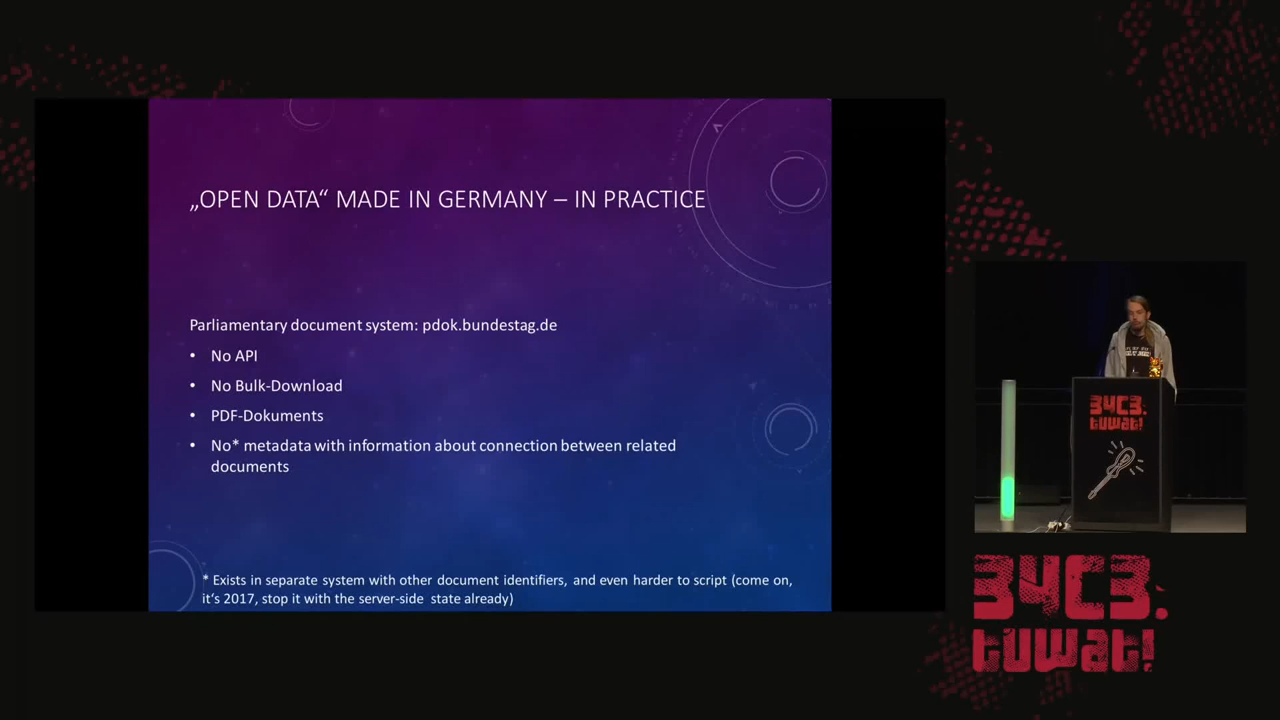 „OPEN DATA“ MADE IN GERMANY – IN PRACTICE
Parliamentary document system: pdok.bundestag.de
• No API
• No Bulk-Download
• PDF-Dokuments
• No* metadata with information about connection between related
documents
* Exists in separate system with other document identifiers, and even harder to script (come on,
it‘s 2017, stop it with the server-side state already)
34C3.
tuwat!
34C3.
tuwat!